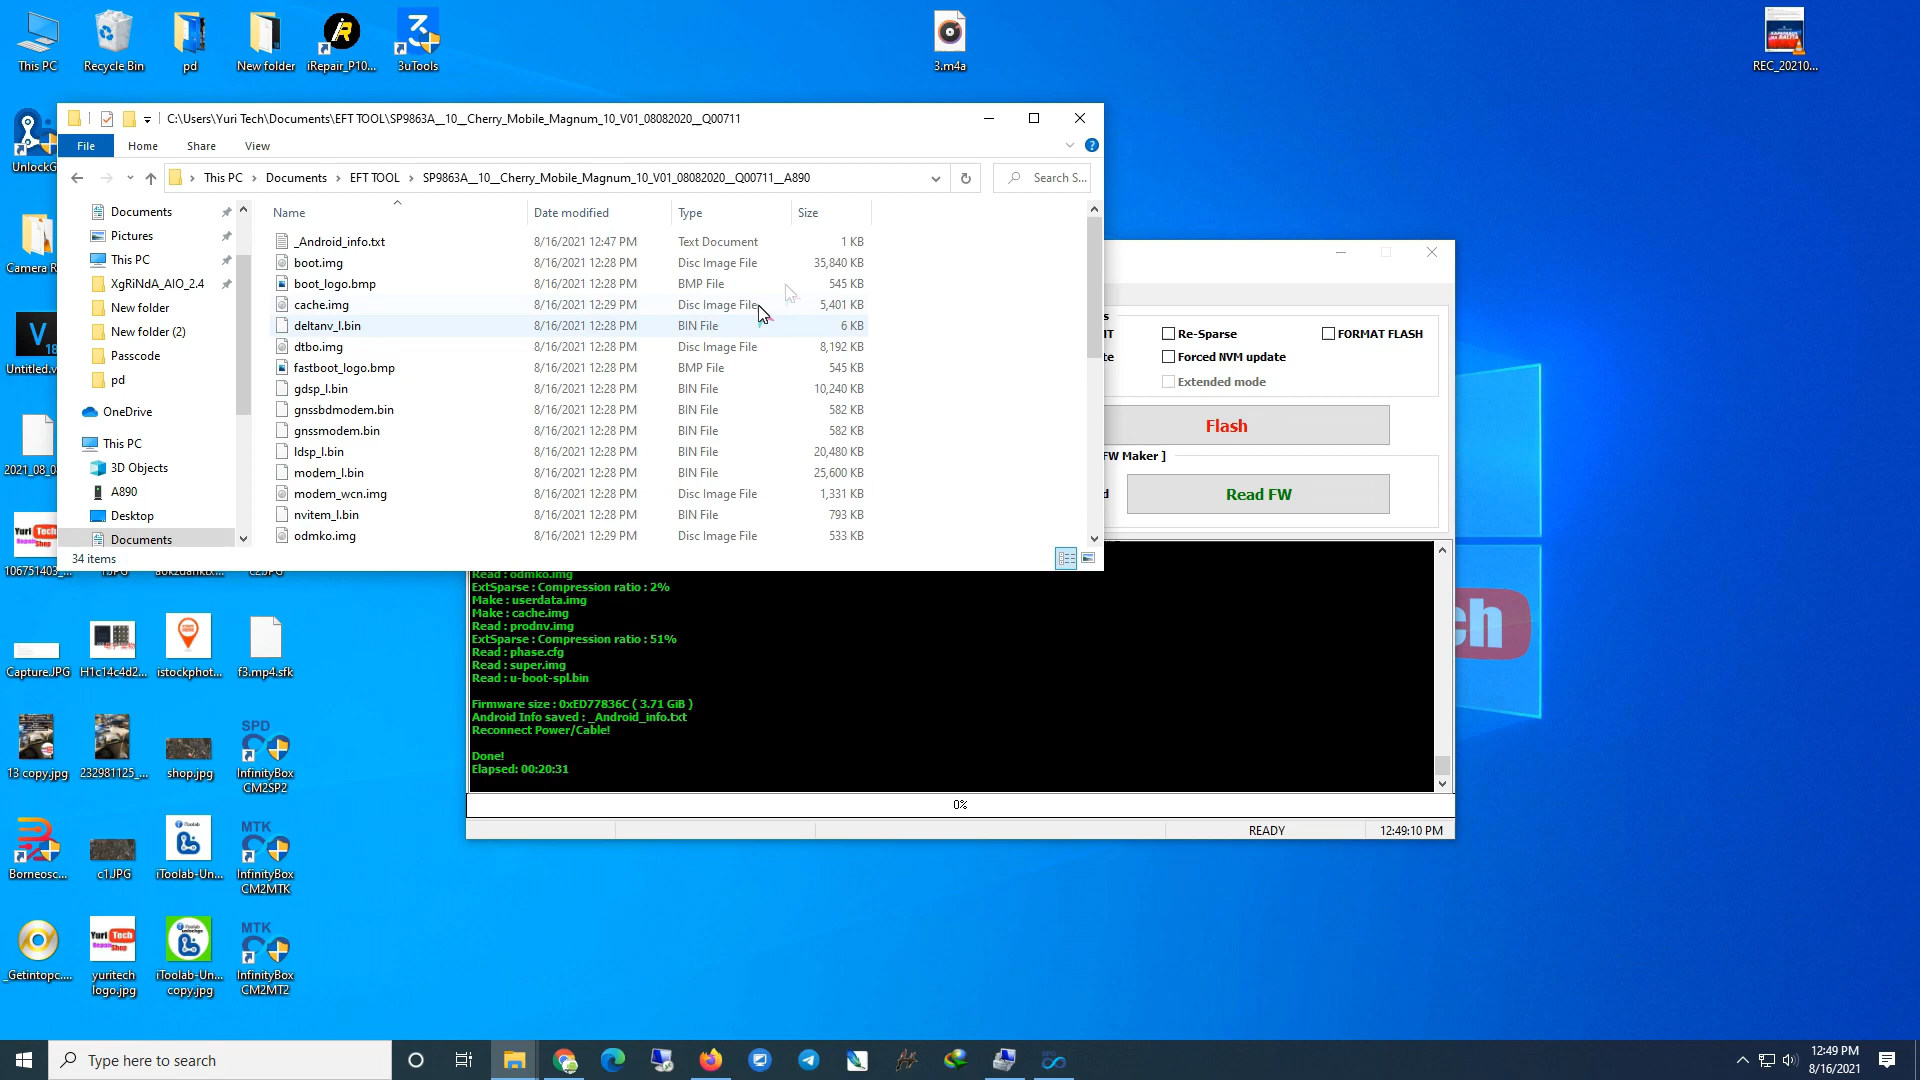 This PC
Recycle Bin
pd
New folder
iRepair_P10...
3uTools
3.m4a
REC_20210...
C:\Users\Yuri Tech\Documents\EFT TOOL\SP9863A__10__Cherry_Mobile_Magnum_10_V01_08082020__Q00711
File
Home
Share
View
This PC > Documents > EFT TOOL > SP9863A__10__Cherry_Mobile_Magnum_10_V01_08082020__Q00711__A890
Search S...
Documents
Pictures
This PC
XgRiNdA_AIO_2.4
New folder
New folder (2)
Passcode
pd
OneDrive
This PC
3D Objects
A890
Desktop
Documents
Name Date modified Type Size
_Android_info.txt 8/16/2021 12:47 PM Text Document 1 KB
boot.img 8/16/2021 12:28 PM Disc Image File 35,840 KB
boot_logo.bmp 8/16/2021 12:28 PM BMP File 545 KB
cache.img 8/16/2021 12:29 PM Disc Image File 5,401 KB
deltanv_l.bin 8/16/2021 12:28 PM BIN File 6 KB
dtbo.img 8/16/2021 12:28 PM Disc Image File 8,192 KB
fastboot_logo.bmp 8/16/2021 12:28 PM BMP File 545 KB
gdsp_l.bin 8/16/2021 12:28 PM BIN File 10,240 KB
gnssbdmodem.bin 8/16/2021 12:28 PM BIN File 582 KB
gnssmodem.bin 8/16/2021 12:28 PM BIN File 582 KB
ldsp_l.bin 8/16/2021 12:28 PM BIN File 20,480 KB
modem_l.bin 8/16/2021 12:28 PM BIN File 25,600 KB
modem_wcn.img 8/16/2021 12:28 PM Disc Image File 1,331 KB
nvitem_l.bin 8/16/2021 12:28 PM BIN File 793 KB
odmko.img 8/16/2021 12:29 PM Disc Image File 533 KB
34 items
Re-Sparse
FORMAT FLASH
Forced NVM update
Extended mode
Flash
FW Maker ]
Read FW
Read : odmko.img
ExtSparse : Compression ratio : 2%
Make : userdata.img
Make : cache.img
Read : prodnv.img
ExtSparse : Compression ratio : 51%
Read : phase.cfg
Read : super.img
Read : u-boot-spl.bin
Firmware size : 0xED77836C ( 3.71 GiB )
Android Info saved : _Android_info.txt
Reconnect Power/Cable!
Done!
Elapsed: 00:20:31
0%
READY
12:49:10 PM
UnlockG
Camera R
Untitled.v
2021_08_0
106751403_...
Capture.JPG
H1c14c4d2...
istockphot...
f3.mp4.sfk
13 copy.jpg
232981125_...
shop.jpg
SPD
InfinityBox
CM2SP2
Borneosc...
c1.JPG
iToolab-Un...
MTK
InfinityBox
CM2MTK
_Getintopc....
yuritech
logo.jpg
iToolab-Un...
copy.jpg
MTK
InfinityBox
CM2MT2
Type here to search
12:49 PM
8/16/2021